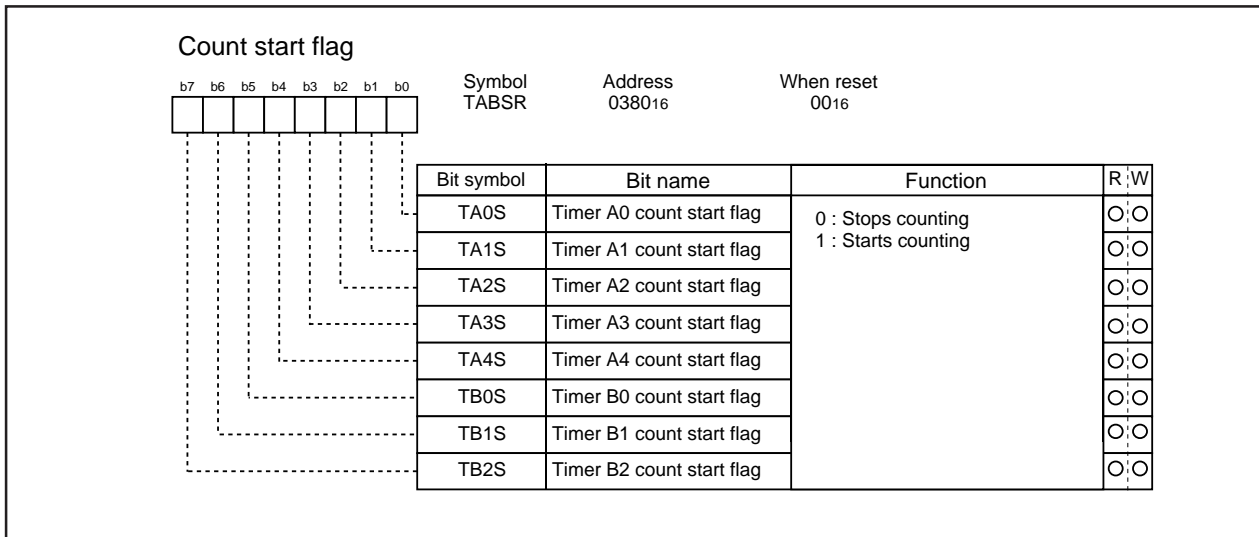 Count start flag
b7 b6 b5 b4 b3 b2 b1 b0
Symbol Address When reset
TABSR 038016 0016
Bit symbol Bit name Function R W
TA0S Timer A0 count start flag 0 : Stops counting
1 : Starts counting
TA1S Timer A1 count start flag
TA2S Timer A2 count start flag
TA3S Timer A3 count start flag
TA4S Timer A4 count start flag
TB0S Timer B0 count start flag
TB1S Timer B1 count start flag
TB2S Timer B2 count start flag